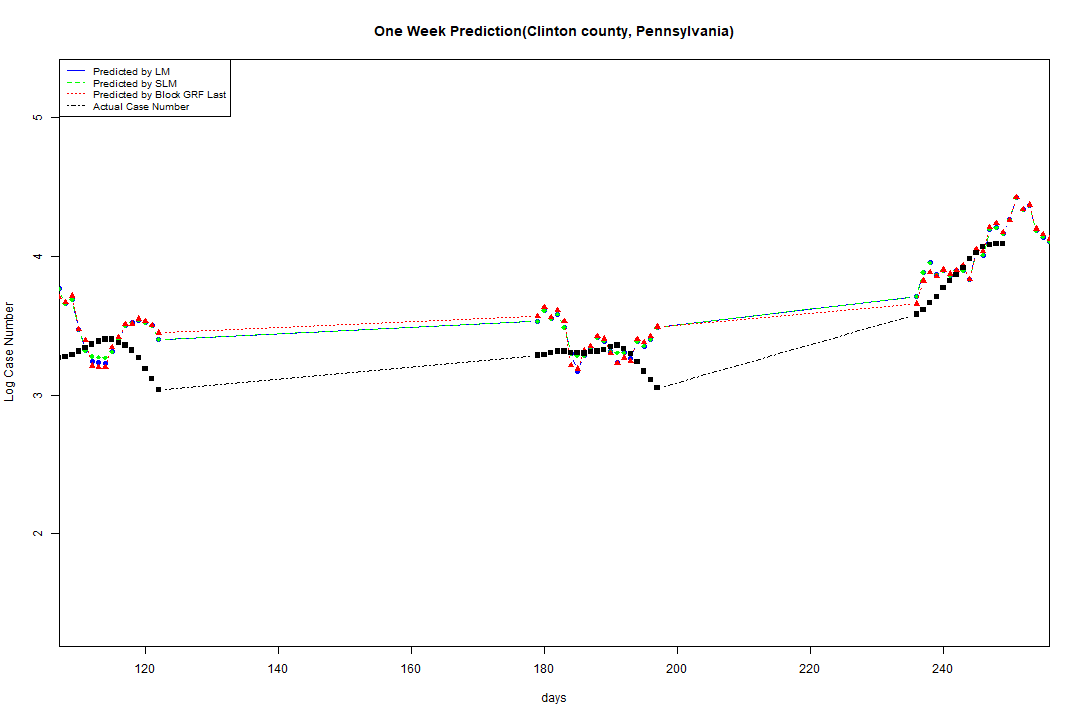 One Week Prediction(Clinton county, Pennsylvania)
Predicted by LM
Predicted by SLM
Predicted by Block GRF Last
Actual Case Number
5
4
3
2
Log Case Number
120 140 160 180 200 220 240
days